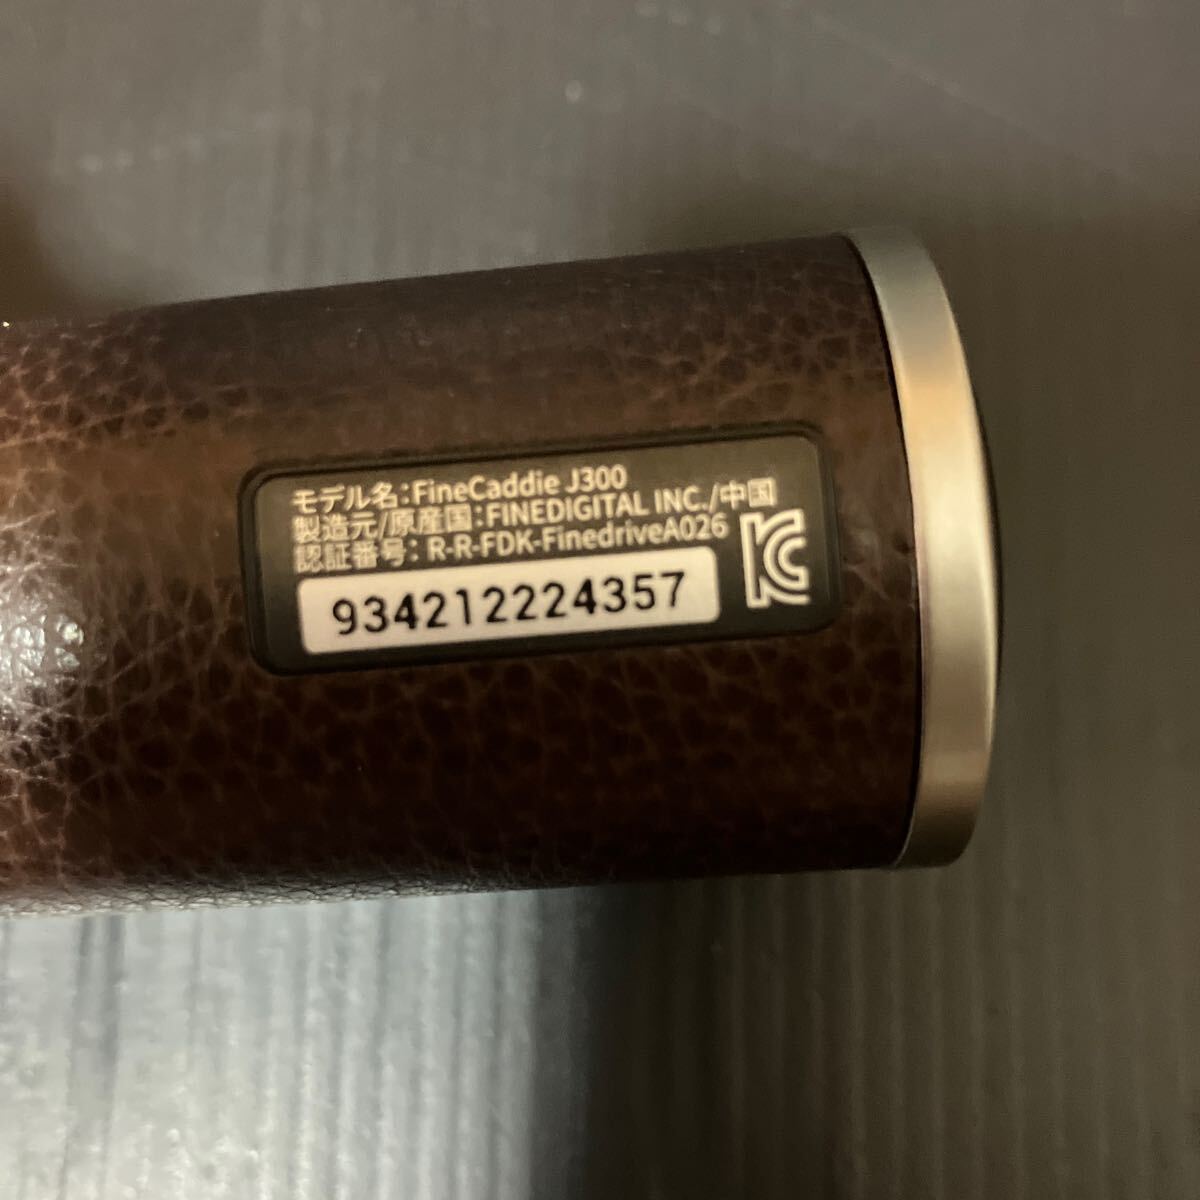 モデル名:FineCaddie J300
製造元/原産国:FINEDIGITAL INC./中国
認証番号: R-R-FDK-FinedriveA026
934212224357